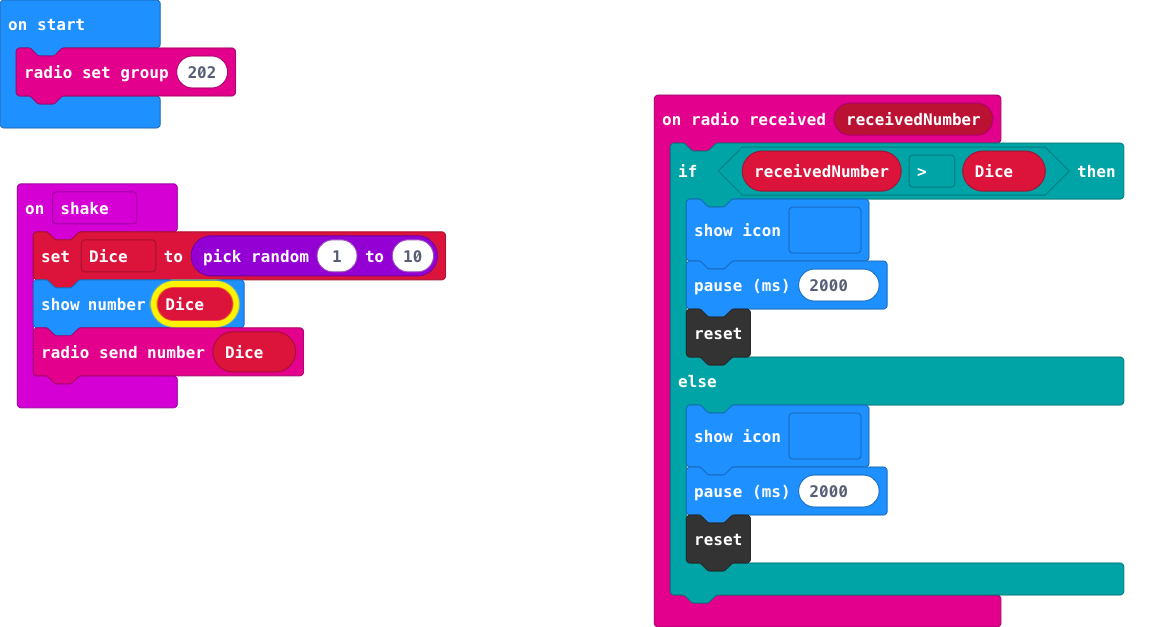 on start
radio set group 202
on shake
set Dice to pick random 1 to 10
show number Dice
radio send number Dice
on radio received receivedNumber
if receivedNumber > Dice then
show icon
pause (ms) 2000
reset
else
show icon
pause (ms) 2000
reset